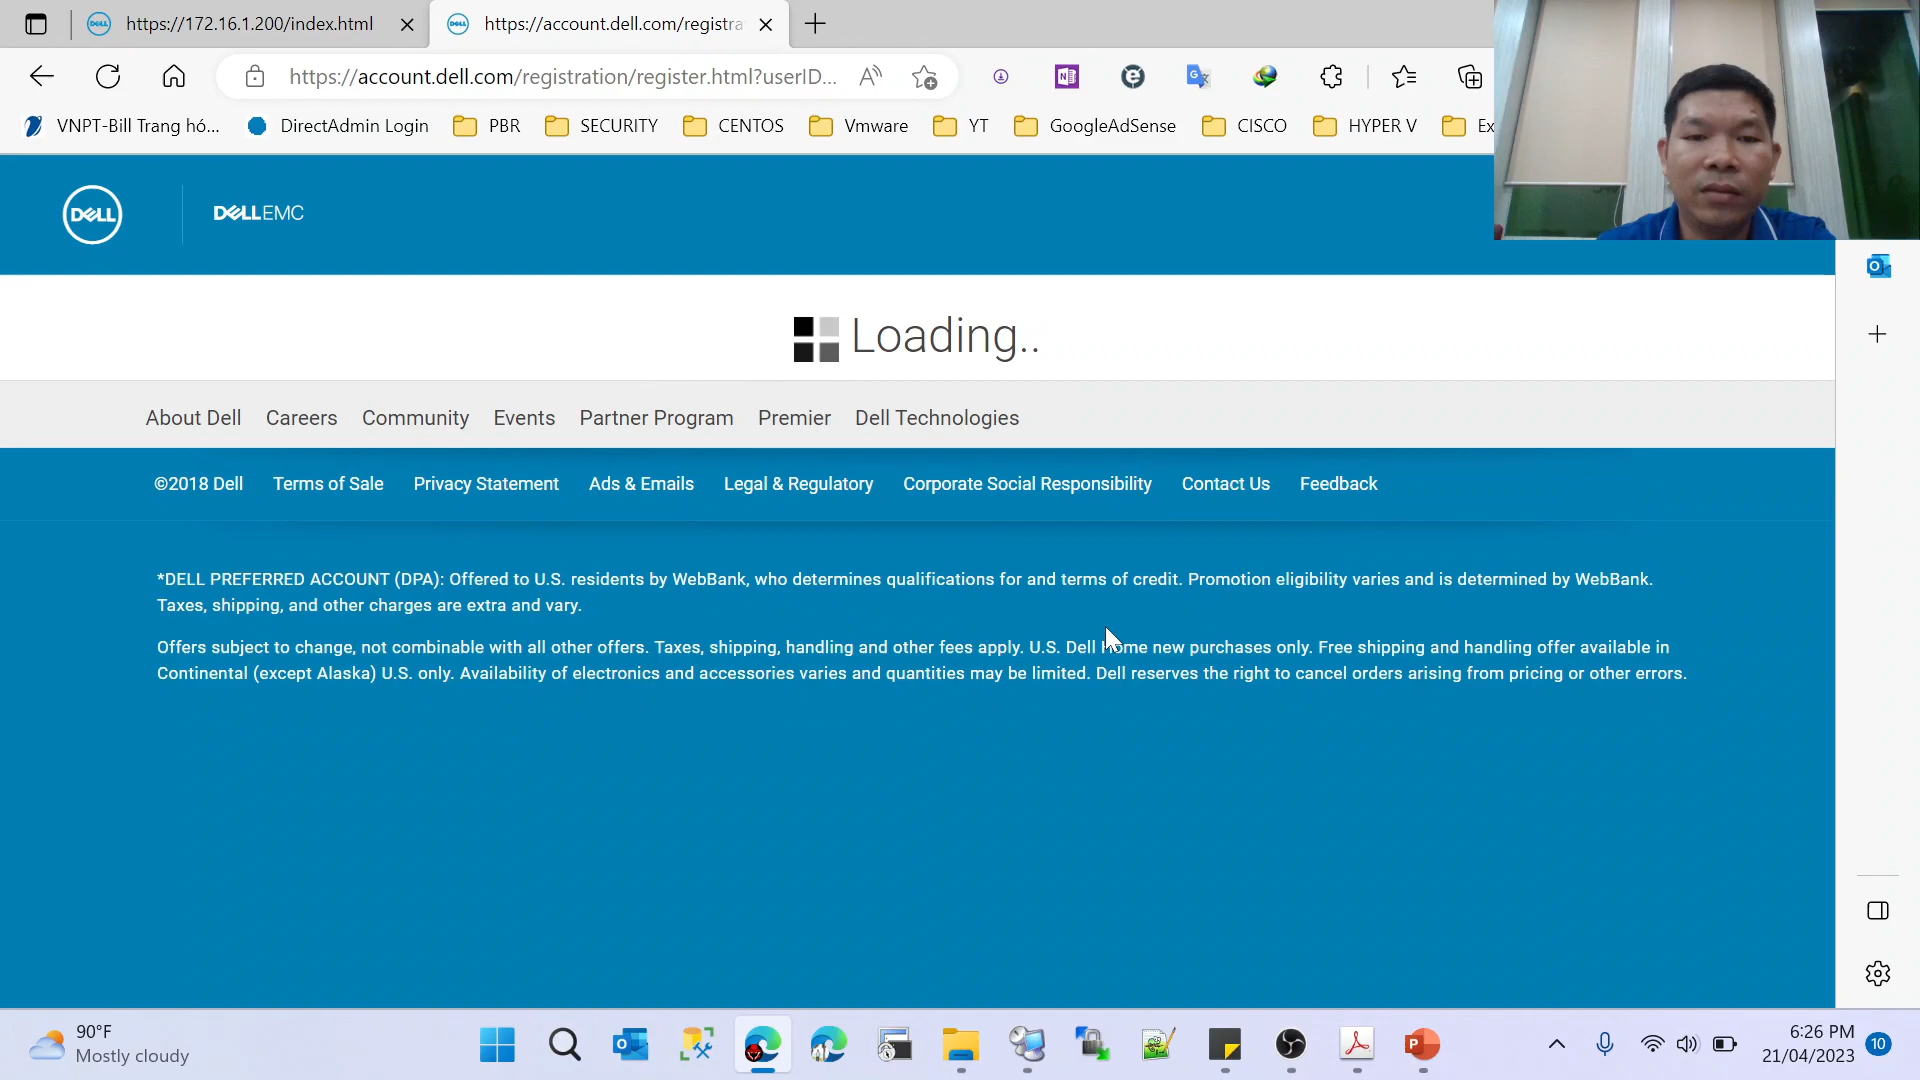 https://172.16.1.200/index.html
https://account.dell.com/registra
https://account.dell.com/registration/register.html?userID...
VNPT-Bill Trang hó... DirectAdmin Login PBR SECURITY CENTOS Vmware YT GoogleAdSense CISCO HYPER V Ex
DELL DELLEMC
Loading..
About Dell Careers Community Events Partner Program Premier Dell Technologies
©2018 Dell Terms of Sale Privacy Statement Ads & Emails Legal & Regulatory Corporate Social Responsibility Contact Us Feedback
*DELL PREFERRED ACCOUNT (DPA): Offered to U.S. residents by WebBank, who determines qualifications for and terms of credit. Promotion eligibility varies and is determined by WebBank.
Taxes, shipping, and other charges are extra and vary.
Offers subject to change, not combinable with all other offers. Taxes, shipping, handling and other fees apply. U.S. Dell Home new purchases only. Free shipping and handling offer available in
Continental (except Alaska) U.S. only. Availability of electronics and accessories varies and quantities may be limited. Dell reserves the right to cancel orders arising from pricing or other errors.
90°F
Mostly cloudy
6:26 PM
21/04/2023
10